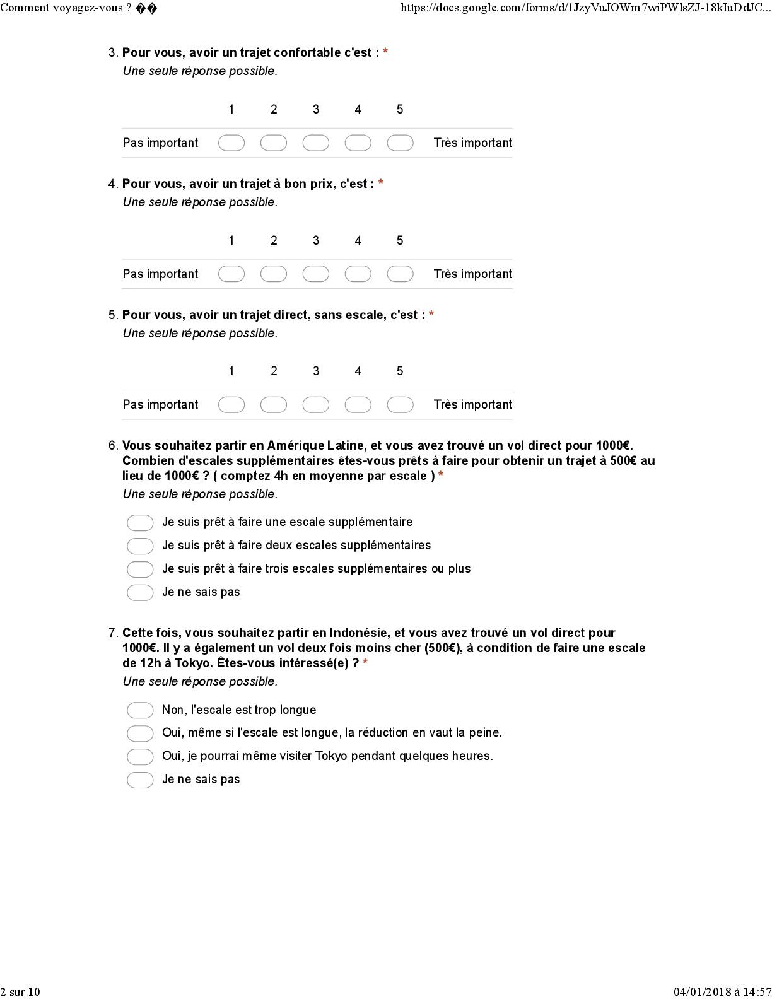 Comment voyagez-vous ? ��
https://docs.google.com/forms/d/1JzyVuJOWm7wiPWlsZJ-18kIuDdJC...
3. Pour vous, avoir un trajet confortable c'est : *
Une seule réponse possible.
1 2 3 4 5
Pas important Très important
4. Pour vous, avoir un trajet à bon prix, c'est : *
Une seule réponse possible.
1 2 3 4 5
Pas important Très important
5. Pour vous, avoir un trajet direct, sans escale, c'est : *
Une seule réponse possible.
1 2 3 4 5
Pas important Très important
6. Vous souhaitez partir en Amérique Latine, et vous avez trouvé un vol direct pour 1000€.
Combien d'escales supplémentaires êtes-vous prêts à faire pour obtenir un trajet à 500€ au
lieu de 1000€ ? ( comptez 4h en moyenne par escale ) *
Une seule réponse possible.
Je suis prêt à faire une escale supplémentaire
Je suis prêt à faire deux escales supplémentaires
Je suis prêt à faire trois escales supplémentaires ou plus
Je ne sais pas
7. Cette fois, vous souhaitez partir en Indonésie, et vous avez trouvé un vol direct pour
1000€. Il y a également un vol deux fois moins cher (500€), à condition de faire une escale
de 12h à Tokyo. Êtes-vous intéressé(e) ? *
Une seule réponse possible.
Non, l'escale est trop longue
Oui, même si l'escale est longue, la réduction en vaut la peine.
Oui, je pourrai même visiter Tokyo pendant quelques heures.
Je ne sais pas
2 sur 10
04/01/2018 à 14:57